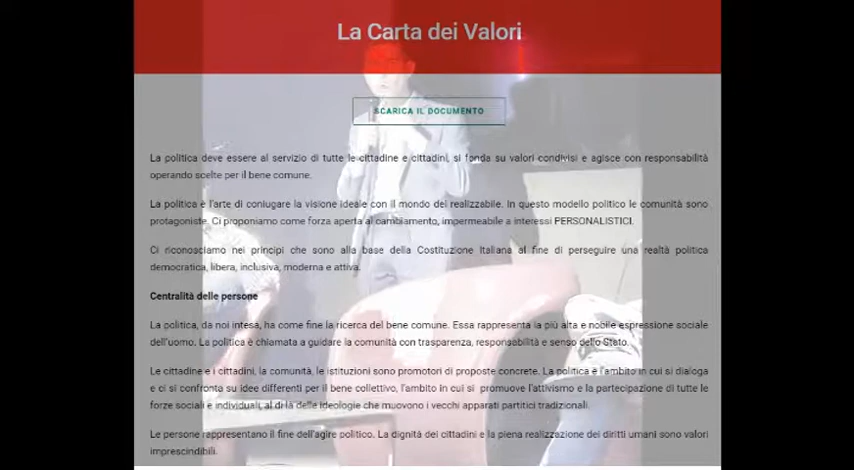 La Carta dei Valori
SCARICA IL DOCUMENTO
La politica deve essere al servizio di tutte le cittadine e cittadini, si fonda su valori condivisi e agisce con responsabilità
operando scelte per il bene comune.
La politica è l'arte di coniugare la visione ideale con il mondo del realizzabile. In questo modello politico le comunità sono
protagoniste. Ci proponiamo come forza aperta al cambiamento, impermeabile a interessi PERSONALISTICI.
Ci riconosciamo nei principi che sono alla base della Costituzione Italiana al fine di perseguire una realtà politica
democratica, libera, inclusiva, moderna e attiva.
Centralità delle persone
La politica, da noi intesa, ha come fine la ricerca del bene comune. Essa rappresenta la più alta e nobile espressione sociale
dell'uomo. La politica è chiamata a guidare la comunità con trasparenza, responsabilità e senso dello Stato.
Le cittadine e i cittadini, la comunità, le istituzioni sono promotori di proposte concrete. La politica è l'ambito in cui si dialoga
e ci si confronta su idee differenti per il bene collettivo, l'ambito in cui si promuove l'attivismo e la partecipazione di tutte le
forze sociali e individuali, al di là delle ideologie che muovono i vecchi apparati partitici tradizionali.
Le persone rappresentano il fine dell'agire politico. La dignità dei cittadini e la piena realizzazione dei diritti umani sono valori
imprescindibili.